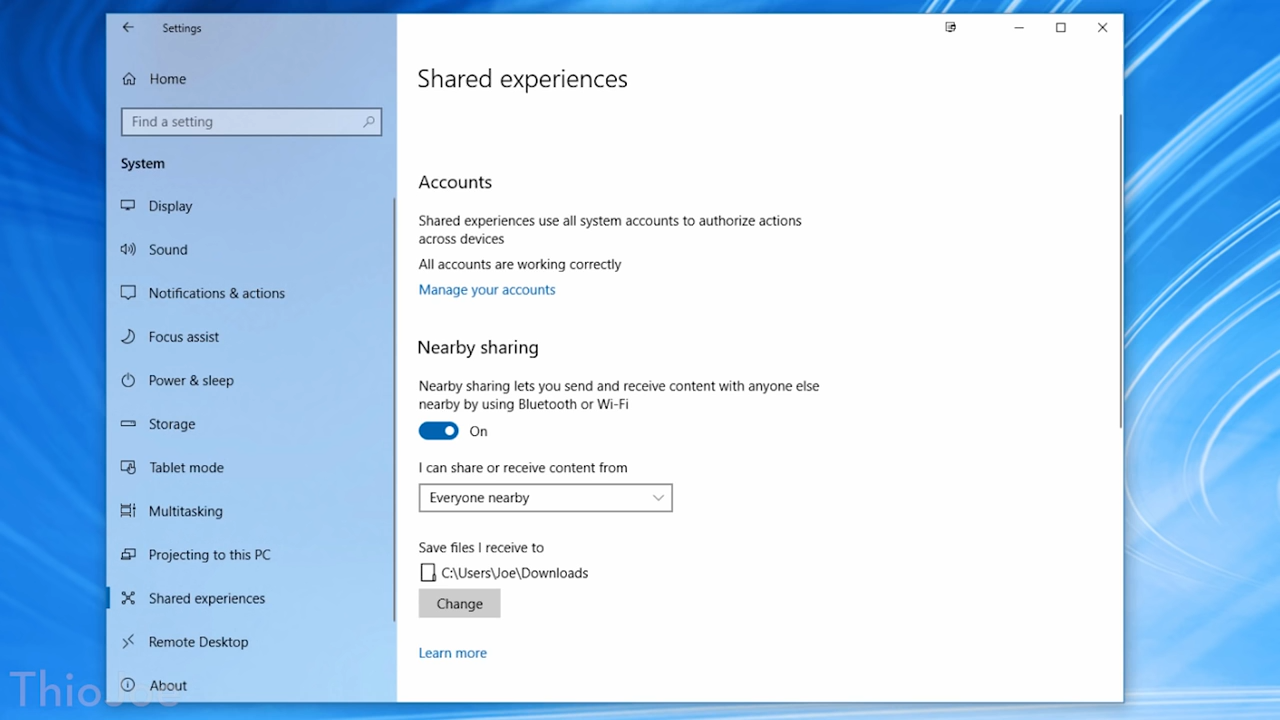 Settings
Home
Find a setting
System
Display
Sound
Notifications & actions
Focus assist
Power & sleep
Storage
Tablet mode
Multitasking
Projecting to this PC
Shared experiences
Remote Desktop
About
Shared experiences
Accounts
Shared experiences use all system accounts to authorize actions
across devices
All accounts are working correctly
Manage your accounts
Nearby sharing
Nearby sharing lets you send and receive content with anyone else
nearby by using Bluetooth or Wi-Fi
On
I can share or receive content from
Everyone nearby
Save files I receive to
C:\Users\Joe\Downloads
Change
Learn more
ThioJoe